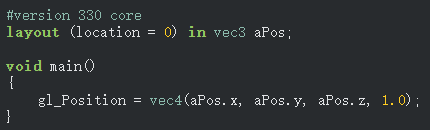 #version 330 core
layout (location = 0) in vec3 aPos;
void main()
{
gl_Position = vec4(aPos.x, aPos.y, aPos.z, 1.0);
}